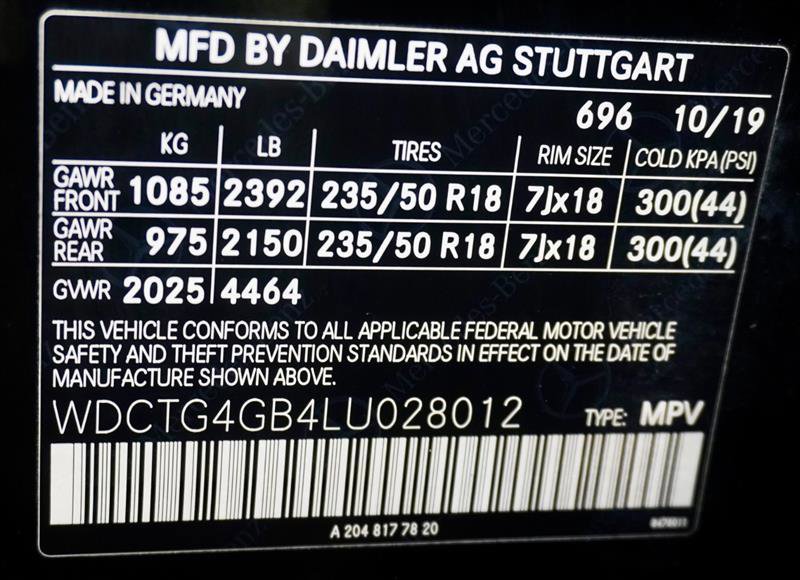 MFD BY DAIMLER AG STUTTGART
MADE IN GERMANY
696 10/19
KG LB TIRES RIM SIZE COLD KPA (PSI)
GAWR FRONT 1085 2392 235/50 R18 7Jx18 300(44)
GAWR REAR 975 2150 235/50 R18 7Jx18 300(44)
GVWR 2025 4464
THIS VEHICLE CONFORMS TO ALL APPLICABLE FEDERAL MOTOR VEHICLE
SAFETY AND THEFT PREVENTION STANDARDS IN EFFECT ON THE DATE OF
MANUFACTURE SHOWN ABOVE.
WDCTG4GB4LU028012 TYPE: MPV
A 204 817 78 20